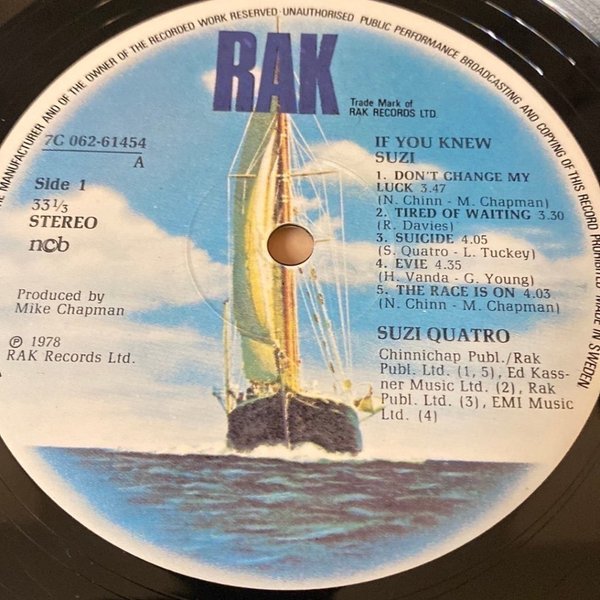 THE MANUFACTURER AND OF THE OWNER OF THE RECORDED WORK RESERVED·UNAUTHORISED PUBLIC PERFORMANCE BROADCASTING AND COPYING OF THIS RECORD PROHIBITED MADE IN SWEDEN
RAK
Trade Mark of
RAK RECORDS LTD.
7C 062-61454
A
Side 1
33⅓
STEREO
ncb
Produced by
Mike Chapman
Ⓟ 1978
RAK Records Ltd.
IF YOU KNEW
SUZI
1. DON'T CHANGE MY
LUCK 3.47
(N. Chinn - M. Chapman)
2. TIRED OF WAITING 3.30
(R. Davies)
3. SUICIDE 4.05
(S. Quatro - L. Tuckey)
4. EVIE 4.35
(H. Vanda - G. Young)
5. THE RACE IS ON 4.03
(N. Chinn - M. Chapman)
SUZI QUATRO
Chinnichap Publ./Rak
Publ. Ltd. (1, 5), Ed Kass-
ner Music Ltd. (2), Rak
Publ. Ltd. (3), EMI Music
Ltd. (4)